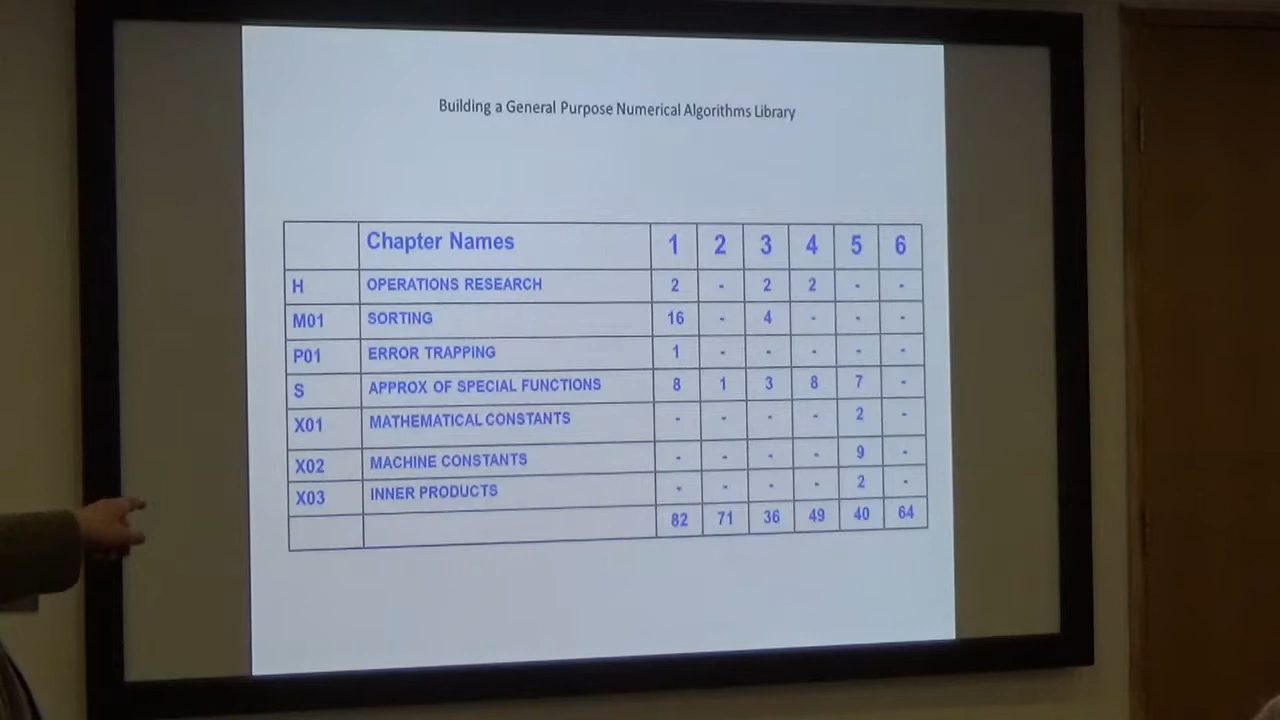 Building a General Purpose Numerical Algorithms Library
Chapter Names 1 2 3 4 5 6
H OPERATIONS RESEARCH 2 - 2 2 - -
M01 SORTING 16 - 4 - - -
P01 ERROR TRAPPING 1 - - - - -
S APPROX OF SPECIAL FUNCTIONS 8 1 3 8 7 -
X01 MATHEMATICAL CONSTANTS - - - - 2 -
X02 MACHINE CONSTANTS - - - - 9 -
X03 INNER PRODUCTS - - - - 2 -
82 71 36 49 40 64